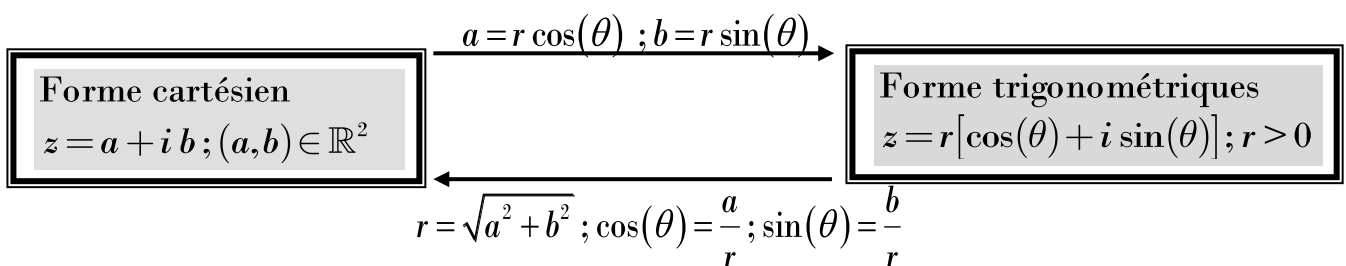 a = r cos(θ) ; b = r sin(θ)
Forme cartésien
z = a + i b ; (a,b) ∈ ℝ²
Forme trigonométriques
z = r[cos(θ) + i sin(θ)] ; r > 0
r = √(a² + b²) ; cos(θ) = a/r ; sin(θ) = b/r